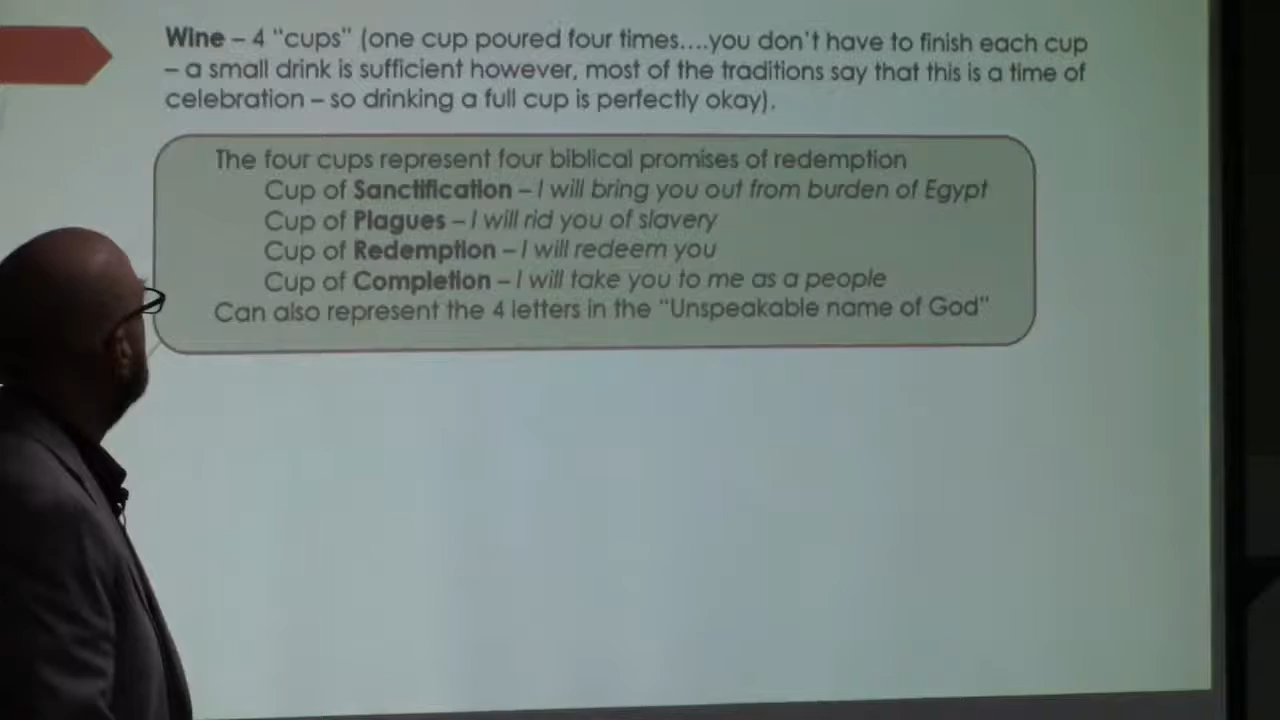 Wine – 4 “cups” (one cup poured four times….you don’t have to finish each cup
– a small drink is sufficient however, most of the traditions say that this is a time of
celebration – so drinking a full cup is perfectly okay).
The four cups represent four biblical promises of redemption
Cup of Sanctification – I will bring you out from burden of Egypt
Cup of Plagues – I will rid you of slavery
Cup of Redemption – I will redeem you
Cup of Completion – I will take you to me as a people
Can also represent the 4 letters in the “Unspeakable name of God”